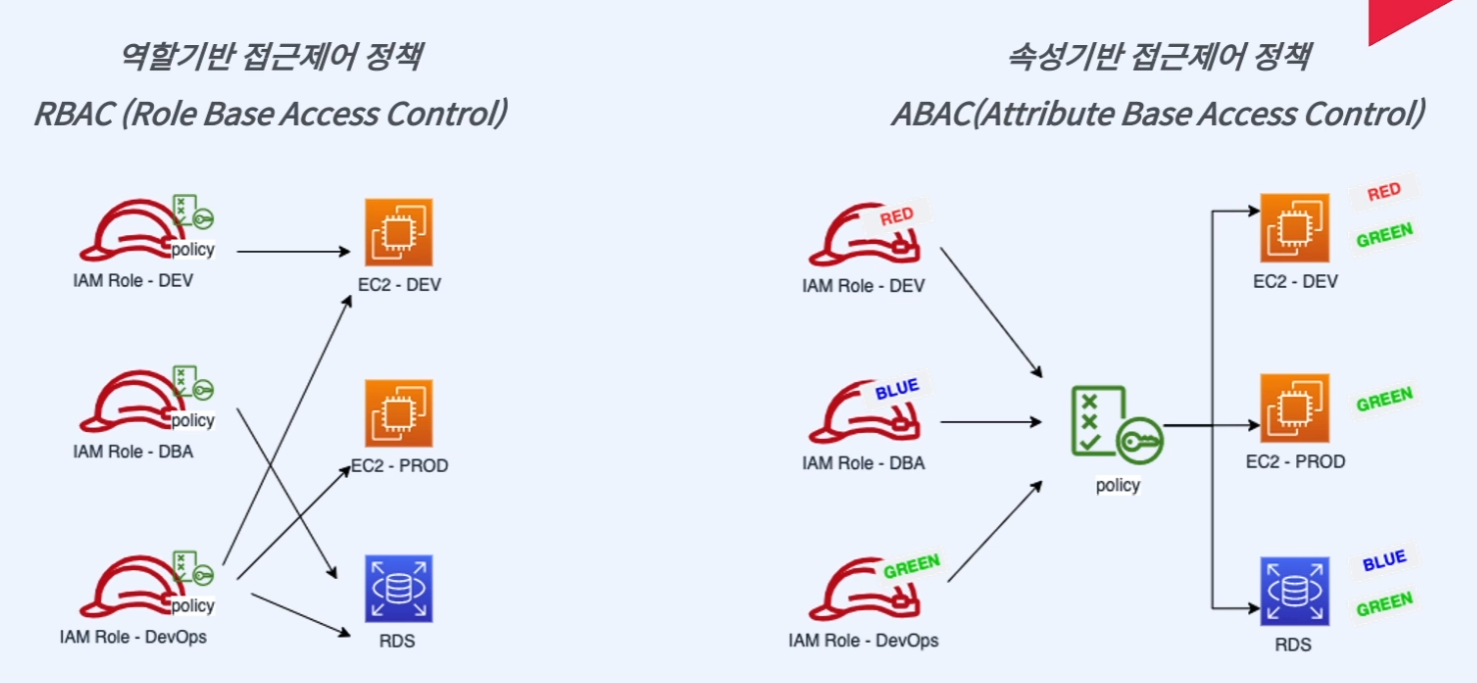 역할기반 접근제어 정책
RBAC (Role Base Access Control)
policy
IAM Role - DEV
EC2 - DEV
policy
IAM Role - DBA
EC2 - PROD
policy
IAM Role - DevOps
RDS
속성기반 접근제어 정책
ABAC(Attribute Base Access Control)
RED
IAM Role - DEV
BLUE
IAM Role - DBA
GREEN
IAM Role - DevOps
policy
RED
GREEN
EC2 - DEV
GREEN
EC2 - PROD
BLUE
GREEN
RDS